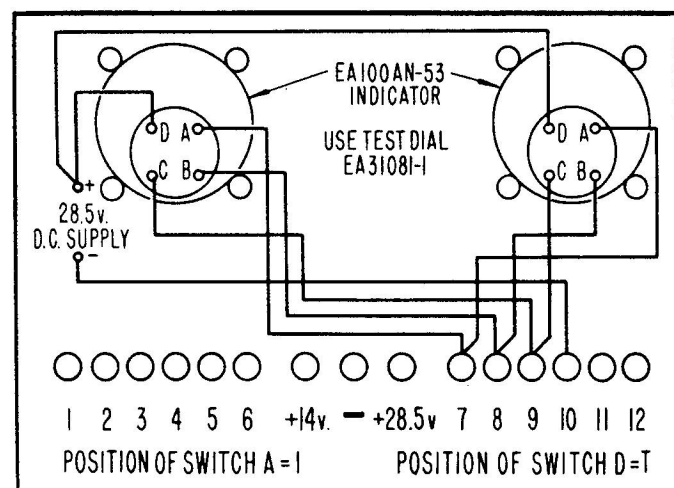 EA100AN-53
INDICATOR
USE TEST DIAL
EA31081-1
D A
C B
D A
C B
+
28.5v.
D.C. SUPPLY
-
1 2 3 4 5 6 +14v. - +28.5v 7 8 9 10 11 12
POSITION OF SWITCH A = 1 POSITION OF SWITCH D = T